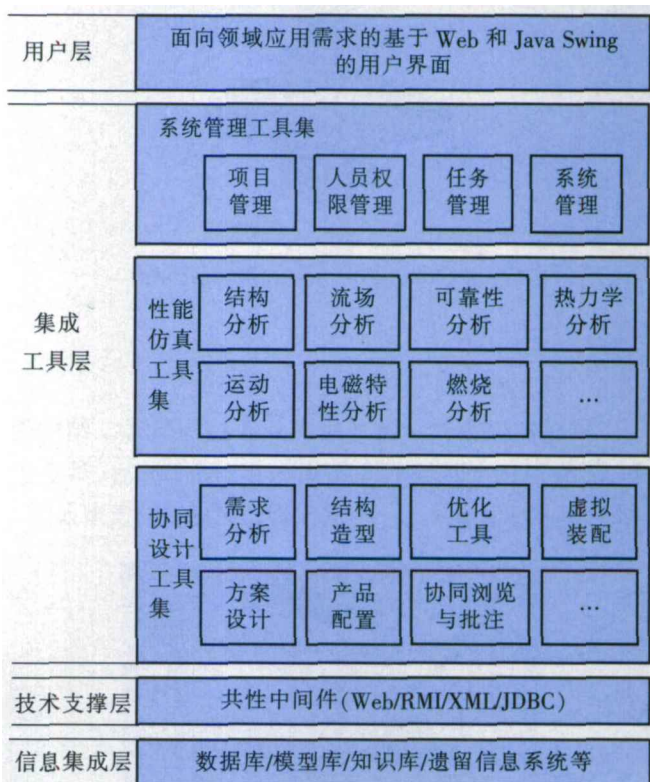 用户层
面向领域应用需求的基于 Web 和 Java Swing
的用户界面
集成
工具层
系统管理工具集
项目
管理
人员权
限管理
任务
管理
系统
管理
性能
仿真
工具
集
结构
分析
流场
分析
可靠性
分析
热力学
分析
运动
分析
电磁特
性分析
燃烧
分析
…
协同
设计
工具
集
需求
分析
结构
造型
优化
工具
虚拟
装配
方案
设计
产品
配置
协同浏览
与批注
…
技术支撑层
共性中间件(Web/RMI/XML/JDBC)
信息集成层
数据库/模型库/知识库/遗留信息系统等